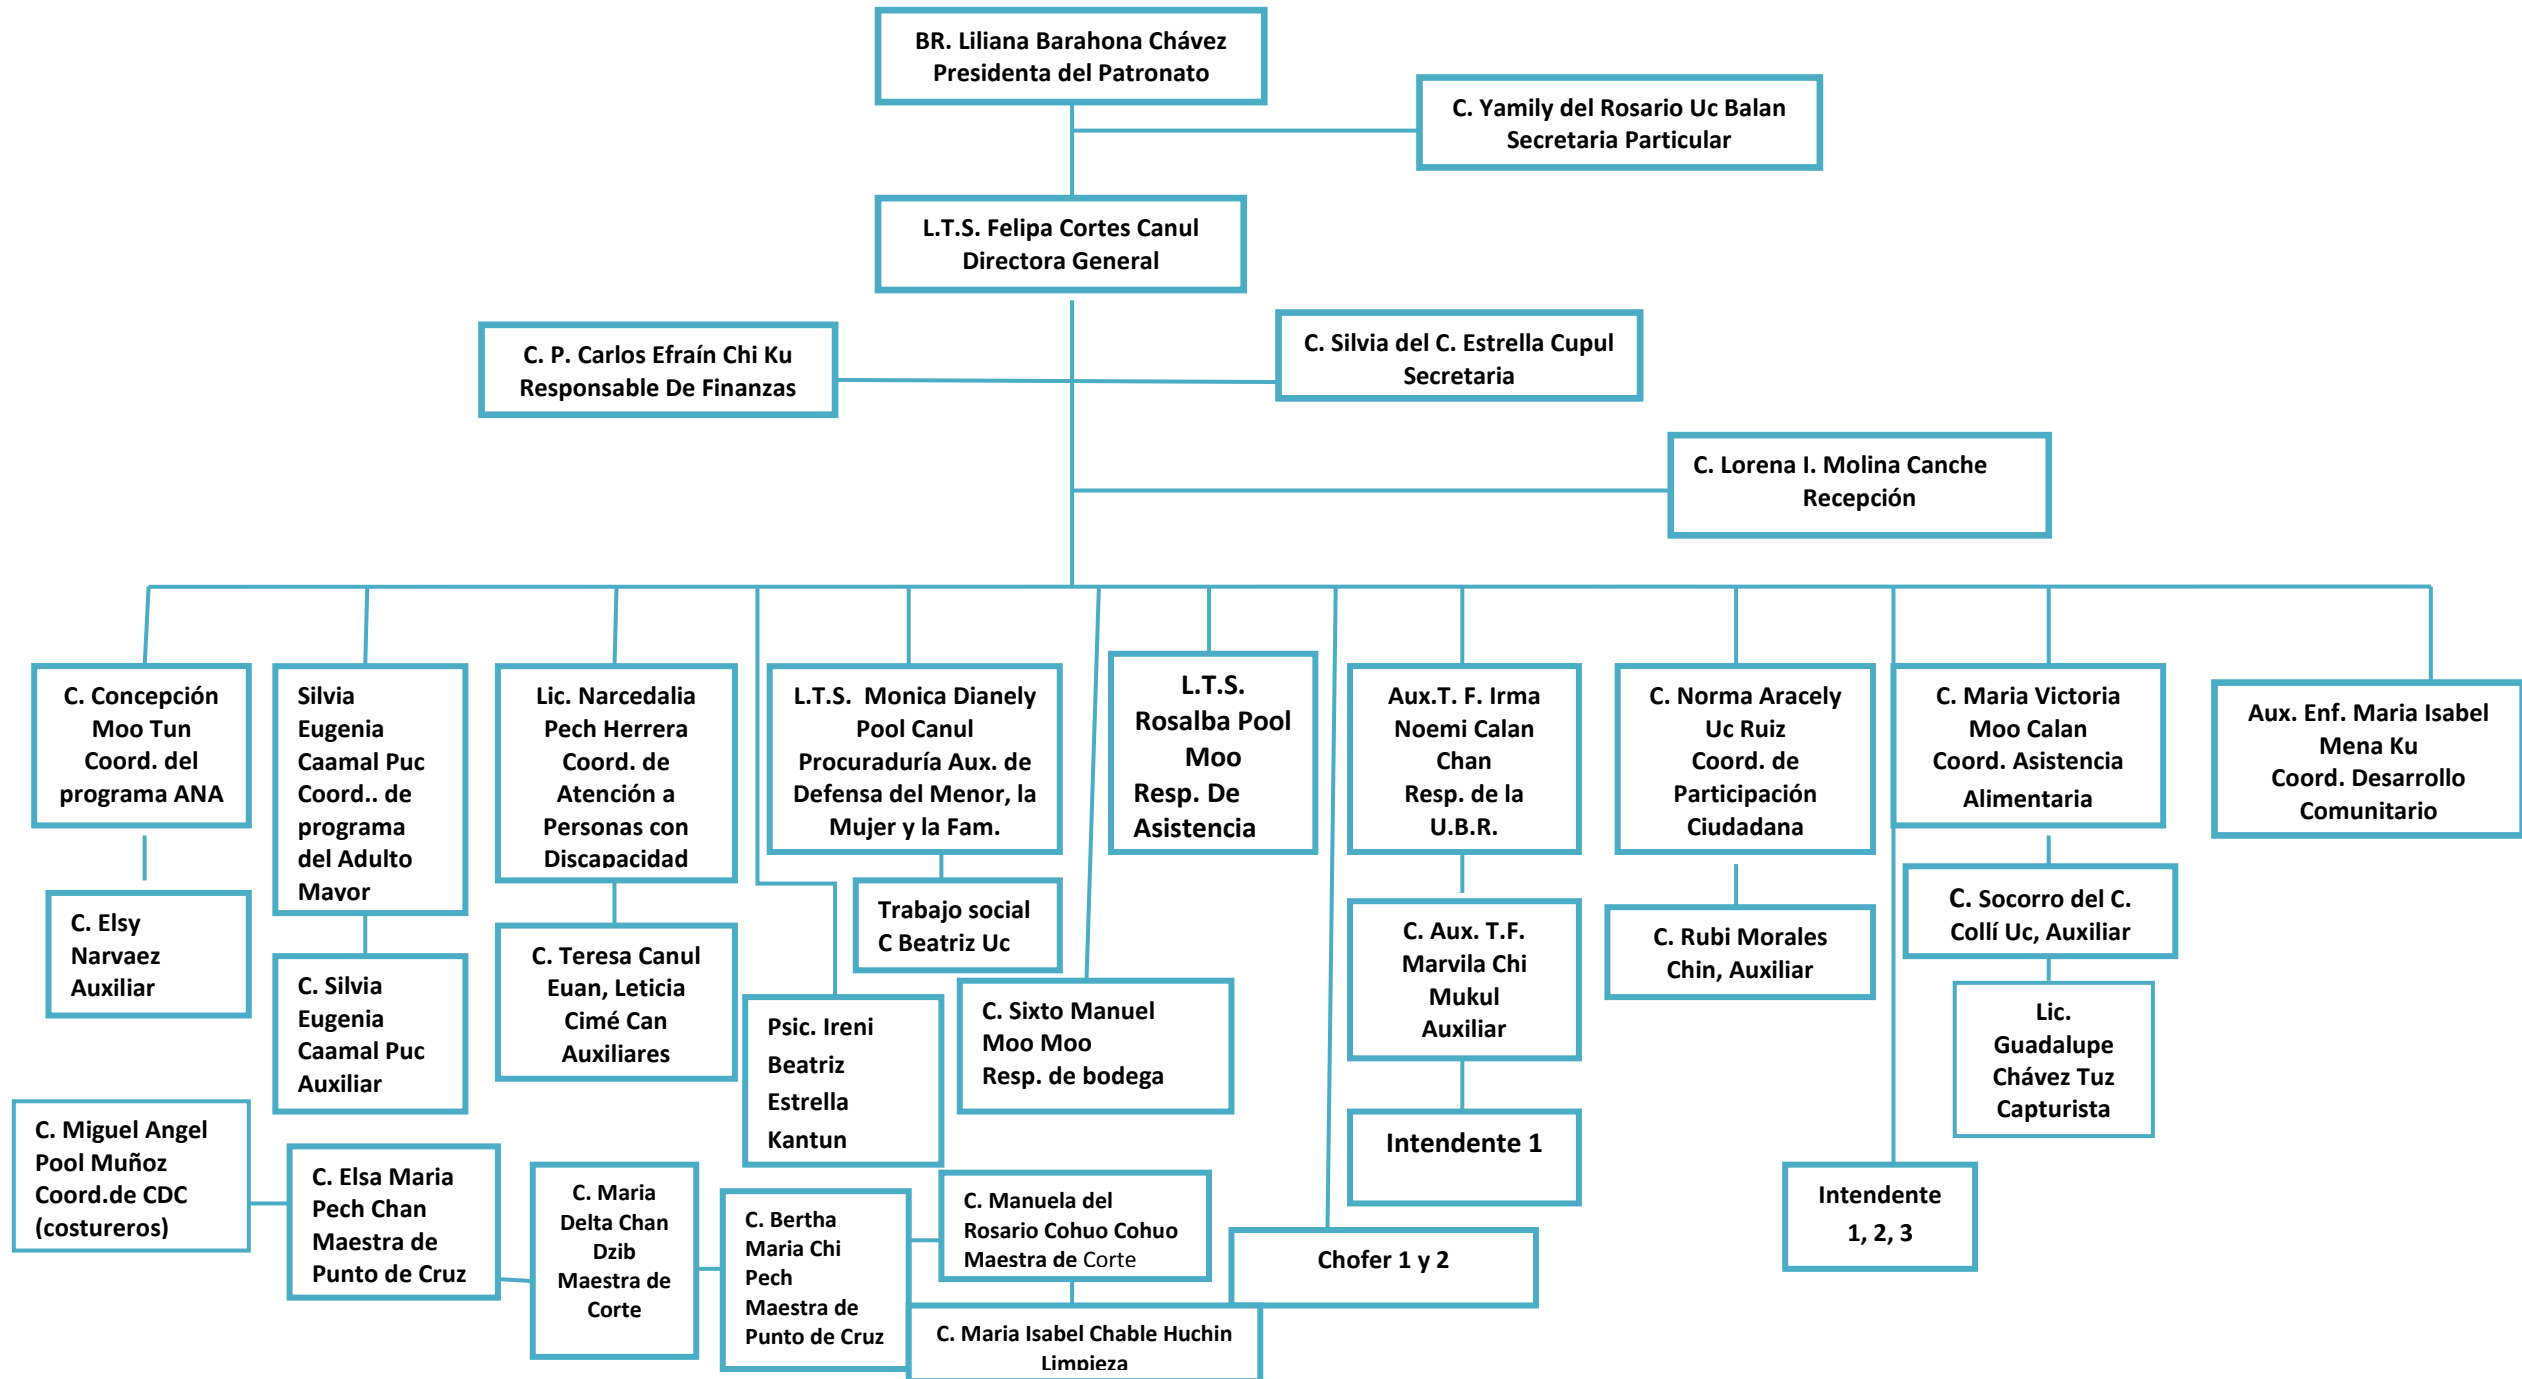 BR. Liliana Barahona Chávez
Presidenta del Patronato
C. Yamily del Rosario Uc Balan
Secretaria Particular
L.T.S. Felipa Cortes Canul
Directora General
C. P. Carlos Efraín Chi Ku
Responsable De Finanzas
C. Silvia del C. Estrella Cupul
Secretaria
C. Lorena I. Molina Canche
Recepción
C. Concepción
Moo Tun
Coord. del
programa ANA
Silvia
Eugenia
Caamal Puc
Coord.. de
programa
del Adulto
Mayor
Lic. Narcedalia
Pech Herrera
Coord. de
Atención a
Personas con
Discapacidad
L.T.S.  Monica Dianely
Pool Canul
Procuraduría Aux. de
Defensa del Menor, la
Mujer y la Fam.
L.T.S.
Rosalba Pool
Moo
Resp. De
Asistencia
Aux.T. F. Irma
Noemi Calan
Chan
Resp. de la
U.B.R.
C. Norma Aracely
Uc Ruiz
Coord. de
Participación
Ciudadana
C. Maria Victoria
Moo Calan
Coord. Asistencia
Alimentaria
Aux. Enf. Maria Isabel
Mena Ku
Coord. Desarrollo
Comunitario
C. Elsy
Narvaez
Auxiliar
C. Silvia
Eugenia
Caamal Puc
Auxiliar
C. Teresa Canul
Euan, Leticia
Cimé Can
Auxiliares
Psic. Ireni
Beatriz
Estrella
Kantun
Trabajo social
C Beatriz Uc
C. Sixto Manuel
Moo Moo
Resp. de bodega
C. Aux. T.F.
Marvila Chi
Mukul
Auxiliar
C. Rubi Morales
Chin, Auxiliar
C. Socorro del C.
Collí Uc, Auxiliar
Lic.
Guadalupe
Chávez Tuz
Capturista
Intendente 1
Intendente
1, 2, 3
Chofer 1 y 2
C. Miguel Angel
Pool Muñoz
Coord.de CDC
(costureros)
C. Elsa Maria
Pech Chan
Maestra de
Punto de Cruz
C. Maria
Delta Chan
Dzib
Maestra de
Corte
C. Bertha
Maria Chi
Pech
Maestra de
Punto de Cruz
C. Manuela del
Rosario Cohuo Cohuo
Maestra de Corte
C. Maria Isabel Chable Huchin
Limpieza